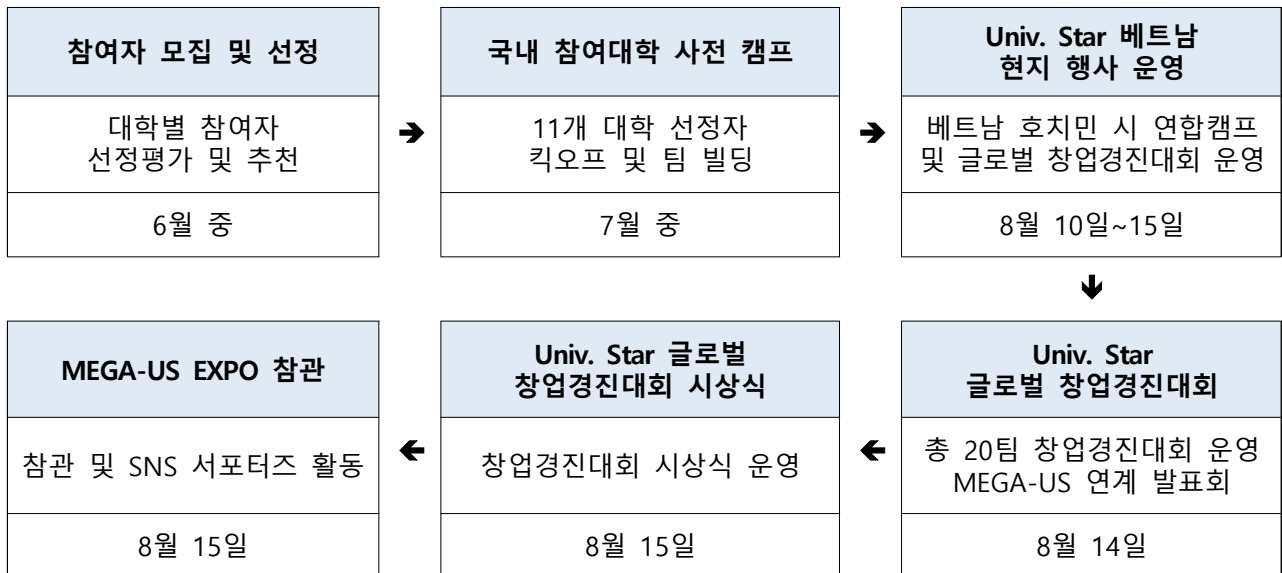 참여자 모집 및 선정
대학별 참여자
선정평가 및 추천
6월 중
➔
국내 참여대학 사전 캠프
11개 대학 선정자
킥오프 및 팀 빌딩
7월 중
➔
Univ. Star 베트남
현지 행사 운영
베트남 호치민 시 연합캠프
및 글로벌 창업경진대회 운영
8월 10일~15일
🡫
Univ. Star
글로벌 창업경진대회
총 20팀 창업경진대회 운영
MEGA-US 연계 발표회
8월 14일
🡨
Univ. Star 글로벌
창업경진대회 시상식
창업경진대회 시상식 운영
8월 15일
🡨
MEGA-US EXPO 참관
참관 및 SNS 서포터즈 활동
8월 15일